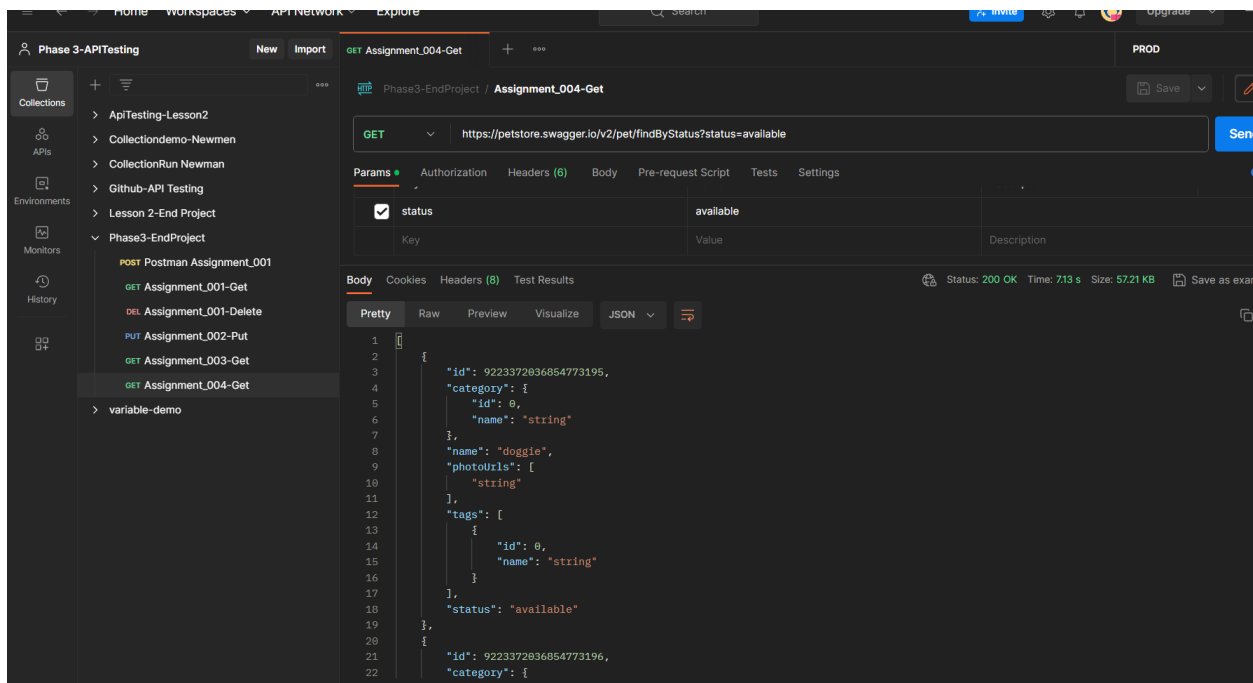 Home Workspaces API Network Explore Search Invite Upgrade
Phase 3-APITesting New Import GET Assignment_004-Get PROD
Collections
APIs
Environments
Monitors
History
ApiTesting-Lesson2
Collectiondemo-Newmen
CollectionRun Newman
Github-API Testing
Lesson 2-End Project
Phase3-EndProject
POST Postman Assignment_001
GET Assignment_001-Get
DEL Assignment_001-Delete
PUT Assignment_002-Put
GET Assignment_003-Get
GET Assignment_004-Get
variable-demo
HTTP Phase3-EndProject / Assignment_004-Get Save
GET https://petstore.swagger.io/v2/pet/findByStatus?status=available Sen
Params Authorization Headers (6) Body Pre-request Script Tests Settings
status available
Key Value Description
Body Cookies Headers (8) Test Results Status: 200 OK Time: 7.13 s Size: 57.21 KB Save as exar
Pretty Raw Preview Visualize JSON
1 [
2 {
3 "id": 9223372036854773195,
4 "category": {
5 "id": 0,
6 "name": "string"
7 },
8 "name": "doggie",
9 "photoUrls": [
10 "string"
11 ],
12 "tags": [
13 {
14 "id": 0,
15 "name": "string"
16 }
17 ],
18 "status": "available"
19 },
20 {
21 "id": 9223372036854773196,
22 "category": {